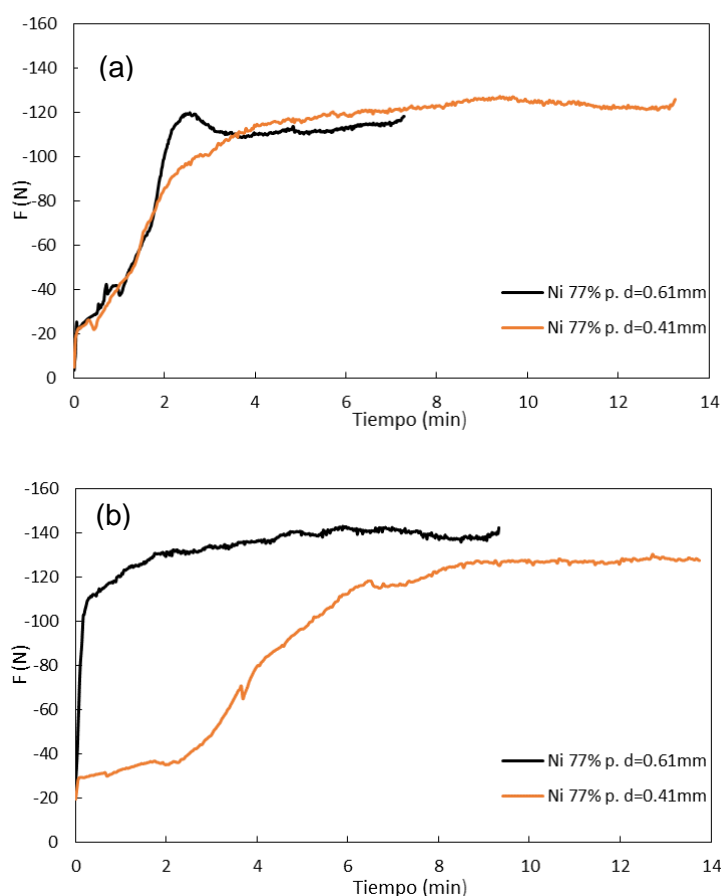 -160
-140
(a)
-120
-100
F (N)
-80
-60
-40
Ni 77% p. d=0.61mm
-20
Ni 77% p. d=0.41mm
0
0 2 4 6 8 10 12 14
Tiempo (min)
-160
(b)
-140
-120
-100
F (N)
-80
-60
-40
Ni 77% p. d=0.61mm
-20
Ni 77% p. d=0.41mm
0
0 2 4 6 8 10 12 14
Tiempo (min)